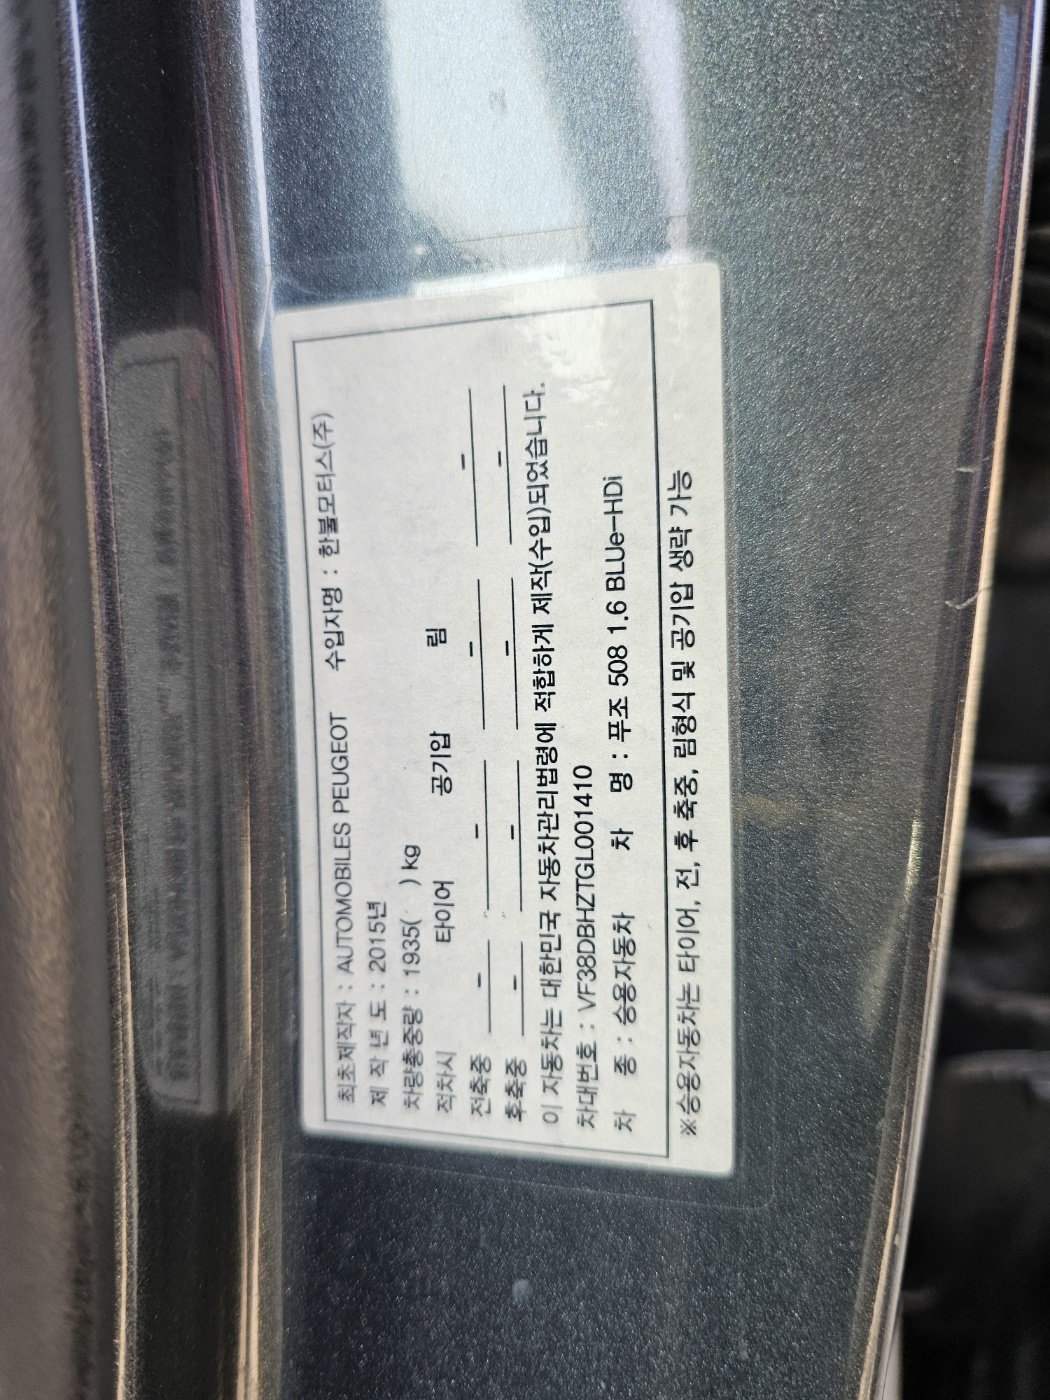 최초제작자 : AUTOMOBILES PEUGEOT 수입자명 : 한불모터스(주)
제 작 년 도 : 2015년
차량총중량 : 1935( ) kg
적차시 타이어 공기압 림
전축중 - - - -
후축중 - - - -
이 자동차는 대한민국 자동차관리법령에 적합하게 제작(수입)되었습니다.
차대번호 : VF38DBHZTGL001410
차 종 : 승용자동차 차 명 : 푸조 508 1.6 BLUe-HDi
※승용자동차는 타이어, 전, 후 축중, 림형식 및 공기압 생략 가능